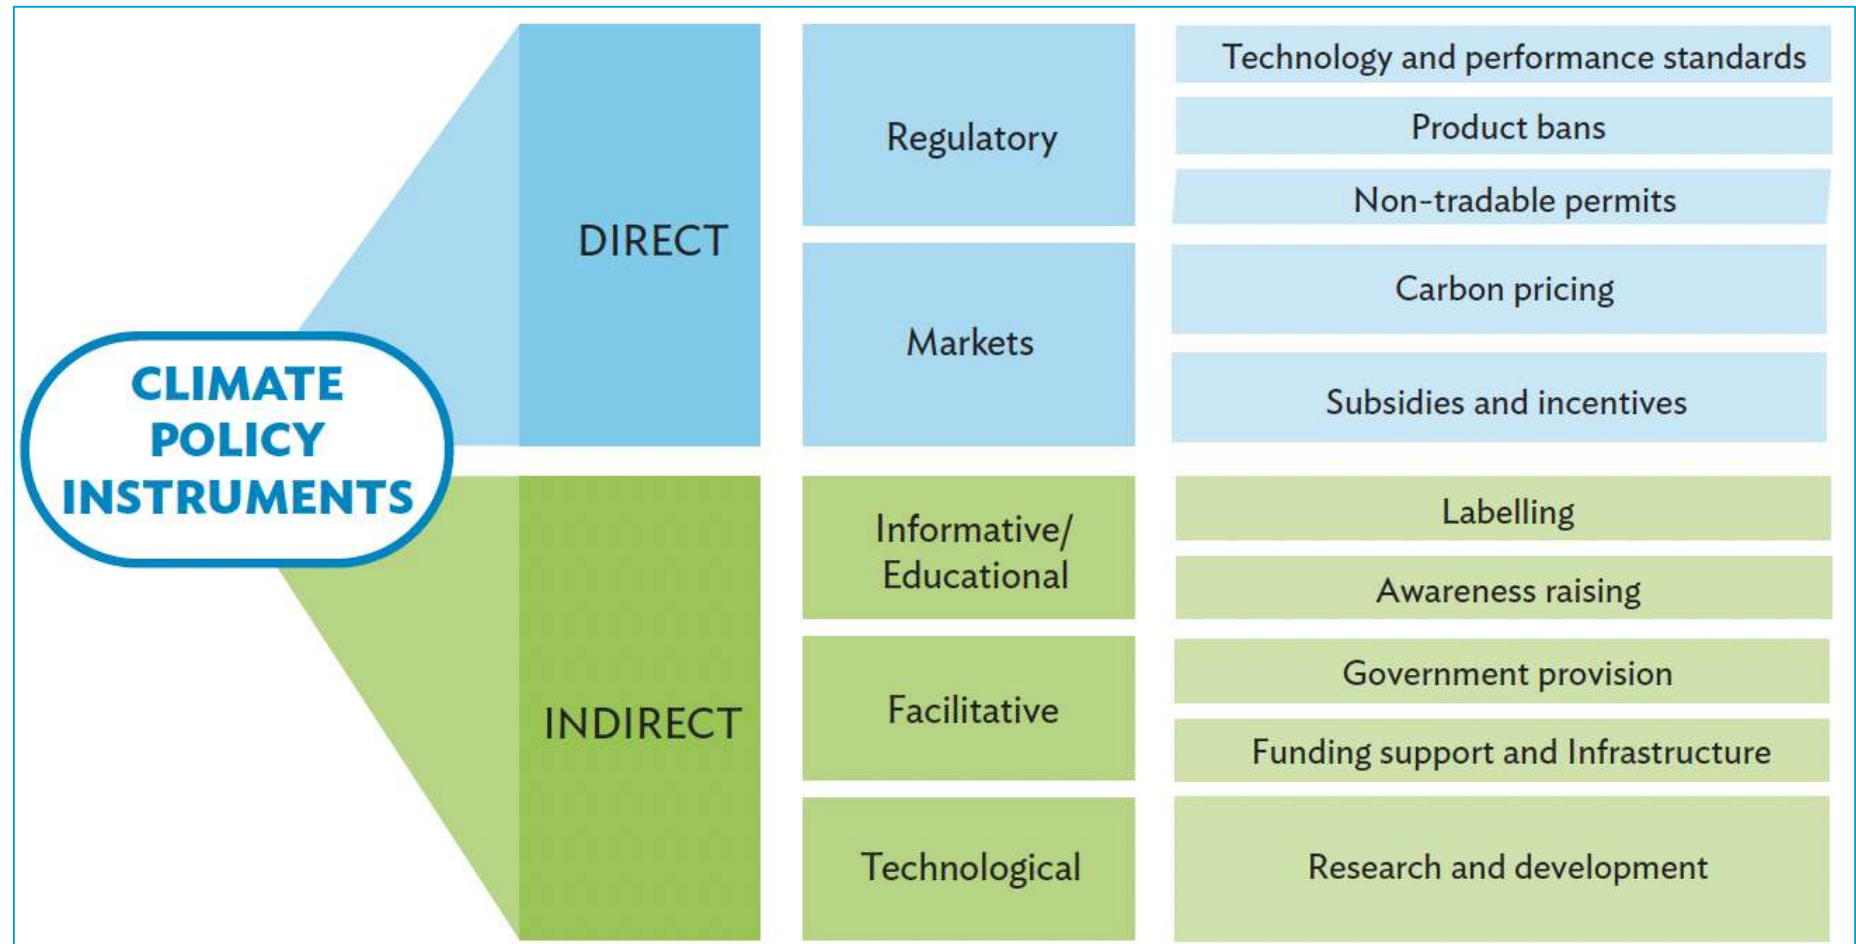 CLIMATE
POLICY
INSTRUMENTS
DIRECT
Regulatory
Technology and performance standards
Product bans
Non-tradable permits
Markets
Carbon pricing
Subsidies and incentives
INDIRECT
Informative/
Educational
Labelling
Awareness raising
Facilitative
Government provision
Funding support and Infrastructure
Technological
Research and development